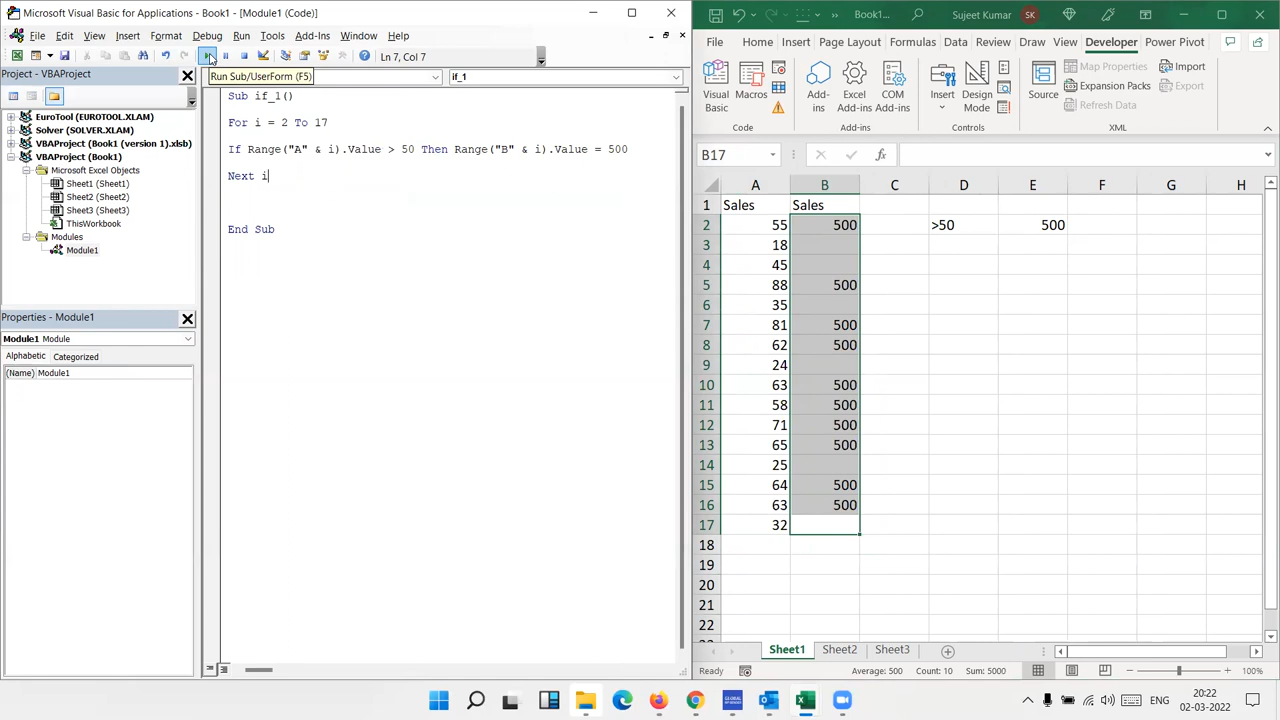 Microsoft Visual Basic for Applications - Book1 - [Module1 (Code)]
File Edit View Insert Format Debug Run Tools Add-Ins Window Help
Ln 7, Col 7
Project - VBAProject
Run Sub/UserForm (F5)
if_1
EuroTool (EUROTOOL.XLAM)
Solver (SOLVER.XLAM)
VBAProject (Book1 (version 1).xlsb)
VBAProject (Book1)
Microsoft Excel Objects
Sheet1 (Sheet1)
Sheet2 (Sheet2)
Sheet3 (Sheet3)
ThisWorkbook
Modules
Module1
Properties - Module1
Module1 Module
Alphabetic Categorized
(Name) Module1
Sub if_1()
For i = 2 To 17
If Range("A" & i).Value > 50 Then Range("B" & i).Value = 500
Next i
End Sub
Book1... Sujeet Kumar SK
File Home Insert Page Layout Formulas Data Review View Developer Help Power Pivot
Visual Basic
Macros
Add-ins
Excel Add-ins
COM Add-ins
Insert
Design Mode
Source
Map Properties
Expansion Packs
Refresh Data
Import
Export
Code Add-ins Controls XML
B17 fx
A B C D E F G H
1 Sales Sales
2 55 500 >50 500
3 18
4 45
5 88 500
6 35
7 81 500
8 62 500
9 24
10 63 500
11 58 500
12 71 500
13 65 500
14 25
15 64 500
16 63 500
17 32
18
19
20
21
22
Sheet1 Sheet2 Sheet3
Ready Average: 500 Count: 10 Sum: 5000 100%
ENG
20:22
02-03-2022